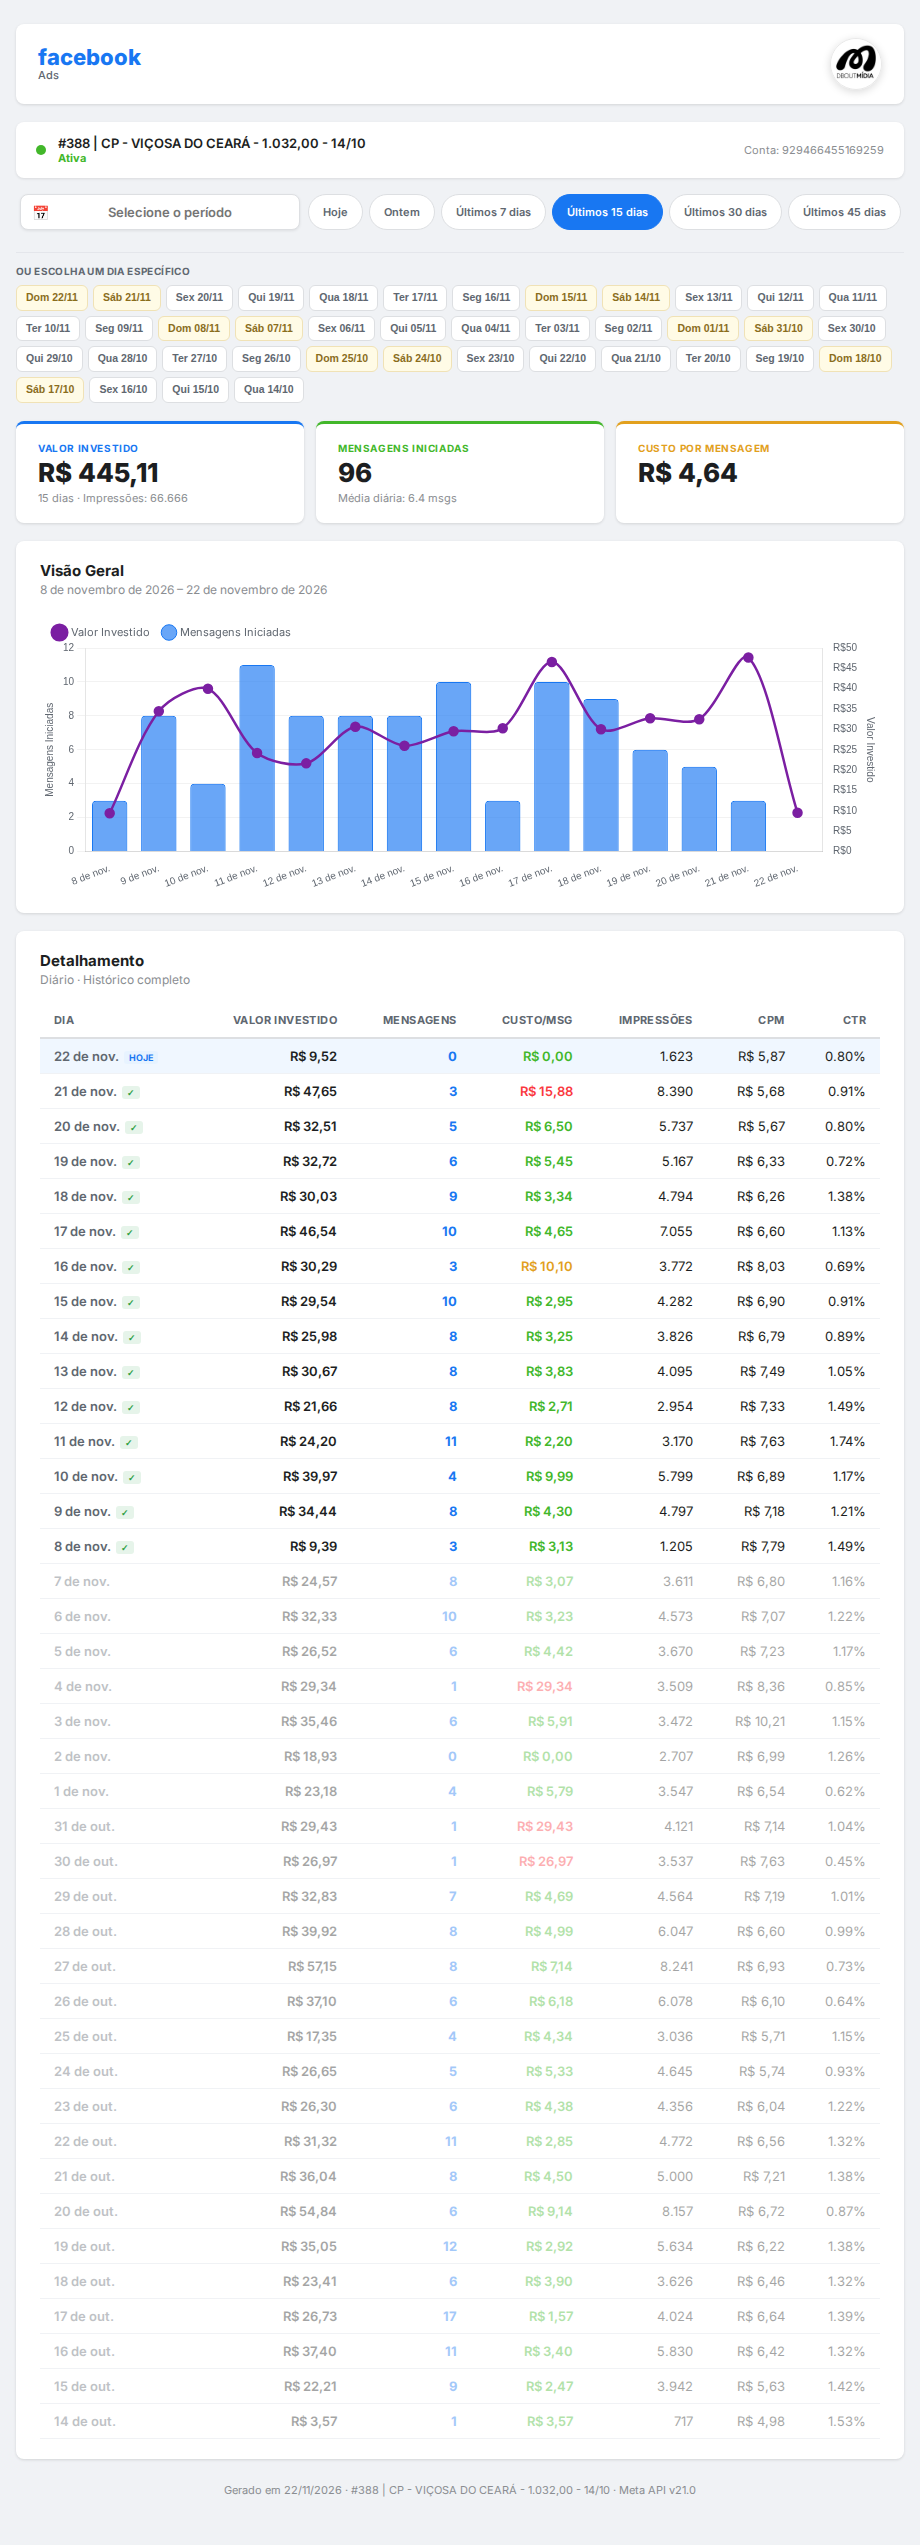 facebook
Ads
DBOUTMÍDIA
#388 | CP - VIÇOSA DO CEARÁ - 1.032,00 - 14/10
Ativa
Conta: 929466455169259
Selecione o período
Hoje
Ontem
Últimos 7 dias
Últimos 15 dias
Últimos 30 dias
Últimos 45 dias
OU ESCOLHA UM DIA ESPECÍFICO
Dom 22/11 Sáb 21/11 Sex 20/11 Qui 19/11 Qua 18/11 Ter 17/11 Seg 16/11 Dom 15/11 Sáb 14/11 Sex 13/11 Qui 12/11 Qua 11/11
Ter 10/11 Seg 09/11 Dom 08/11 Sáb 07/11 Sex 06/11 Qui 05/11 Qua 04/11 Ter 03/11 Seg 02/11 Dom 01/11 Sáb 31/10 Sex 30/10
Qui 29/10 Qua 28/10 Ter 27/10 Seg 26/10 Dom 25/10 Sáb 24/10 Sex 23/10 Qui 22/10 Qua 21/10 Ter 20/10 Seg 19/10 Dom 18/10
Sáb 17/10 Sex 16/10 Qui 15/10 Qua 14/10
VALOR INVESTIDO
R$ 445,11
15 dias · Impressões: 66.666
MENSAGENS INICIADAS
96
Média diária: 6.4 msgs
CUSTO POR MENSAGEM
R$ 4,64
Visão Geral
8 de novembro de 2026 – 22 de novembro de 2026
Valor Investido Mensagens Iniciadas
Mensagens Iniciadas
12
10
8
6
4
2
0
R$50
R$45
R$40
R$35
R$30
R$25
R$20
R$15
R$10
R$5
R$0
Valor Investido
8 de nov. 9 de nov. 10 de nov. 11 de nov. 12 de nov. 13 de nov. 14 de nov. 15 de nov. 16 de nov. 17 de nov. 18 de nov. 19 de nov. 20 de nov. 21 de nov. 22 de nov.
Detalhamento
Diário · Histórico completo
DIA VALOR INVESTIDO MENSAGENS CUSTO/MSG IMPRESSÕES CPM CTR
22 de nov. HOJE R$ 9,52 0 R$ 0,00 1.623 R$ 5,87 0.80%
21 de nov. ✓ R$ 47,65 3 R$ 15,88 8.390 R$ 5,68 0.91%
20 de nov. ✓ R$ 32,51 5 R$ 6,50 5.737 R$ 5,67 0.80%
19 de nov. ✓ R$ 32,72 6 R$ 5,45 5.167 R$ 6,33 0.72%
18 de nov. ✓ R$ 30,03 9 R$ 3,34 4.794 R$ 6,26 1.38%
17 de nov. ✓ R$ 46,54 10 R$ 4,65 7.055 R$ 6,60 1.13%
16 de nov. ✓ R$ 30,29 3 R$ 10,10 3.772 R$ 8,03 0.69%
15 de nov. ✓ R$ 29,54 10 R$ 2,95 4.282 R$ 6,90 0.91%
14 de nov. ✓ R$ 25,98 8 R$ 3,25 3.826 R$ 6,79 0.89%
13 de nov. ✓ R$ 30,67 8 R$ 3,83 4.095 R$ 7,49 1.05%
12 de nov. ✓ R$ 21,66 8 R$ 2,71 2.954 R$ 7,33 1.49%
11 de nov. ✓ R$ 24,20 11 R$ 2,20 3.170 R$ 7,63 1.74%
10 de nov. ✓ R$ 39,97 4 R$ 9,99 5.799 R$ 6,89 1.17%
9 de nov. ✓ R$ 34,44 8 R$ 4,30 4.797 R$ 7,18 1.21%
8 de nov. ✓ R$ 9,39 3 R$ 3,13 1.205 R$ 7,79 1.49%
7 de nov. R$ 24,57 8 R$ 3,07 3.611 R$ 6,80 1.16%
6 de nov. R$ 32,33 10 R$ 3,23 4.573 R$ 7,07 1.22%
5 de nov. R$ 26,52 6 R$ 4,42 3.670 R$ 7,23 1.17%
4 de nov. R$ 29,34 1 R$ 29,34 3.509 R$ 8,36 0.85%
3 de nov. R$ 35,46 6 R$ 5,91 3.472 R$ 10,21 1.15%
2 de nov. R$ 18,93 0 R$ 0,00 2.707 R$ 6,99 1.26%
1 de nov. R$ 23,18 4 R$ 5,79 3.547 R$ 6,54 0.62%
31 de out. R$ 29,43 1 R$ 29,43 4.121 R$ 7,14 1.04%
30 de out. R$ 26,97 1 R$ 26,97 3.537 R$ 7,63 0.45%
29 de out. R$ 32,83 7 R$ 4,69 4.564 R$ 7,19 1.01%
28 de out. R$ 39,92 8 R$ 4,99 6.047 R$ 6,60 0.99%
27 de out. R$ 57,15 8 R$ 7,14 8.241 R$ 6,93 0.73%
26 de out. R$ 37,10 6 R$ 6,18 6.078 R$ 6,10 0.64%
25 de out. R$ 17,35 4 R$ 4,34 3.036 R$ 5,71 1.15%
24 de out. R$ 26,65 5 R$ 5,33 4.645 R$ 5,74 0.93%
23 de out. R$ 26,30 6 R$ 4,38 4.356 R$ 6,04 1.22%
22 de out. R$ 31,32 11 R$ 2,85 4.772 R$ 6,56 1.32%
21 de out. R$ 36,04 8 R$ 4,50 5.000 R$ 7,21 1.38%
20 de out. R$ 54,84 6 R$ 9,14 8.157 R$ 6,72 0.87%
19 de out. R$ 35,05 12 R$ 2,92 5.634 R$ 6,22 1.38%
18 de out. R$ 23,41 6 R$ 3,90 3.626 R$ 6,46 1.32%
17 de out. R$ 26,73 17 R$ 1,57 4.024 R$ 6,64 1.39%
16 de out. R$ 37,40 11 R$ 3,40 5.830 R$ 6,42 1.32%
15 de out. R$ 22,21 9 R$ 2,47 3.942 R$ 5,63 1.42%
14 de out. R$ 3,57 1 R$ 3,57 717 R$ 4,98 1.53%
Gerado em 22/11/2026 · #388 | CP - VIÇOSA DO CEARÁ - 1.032,00 - 14/10 · Meta API v21.0